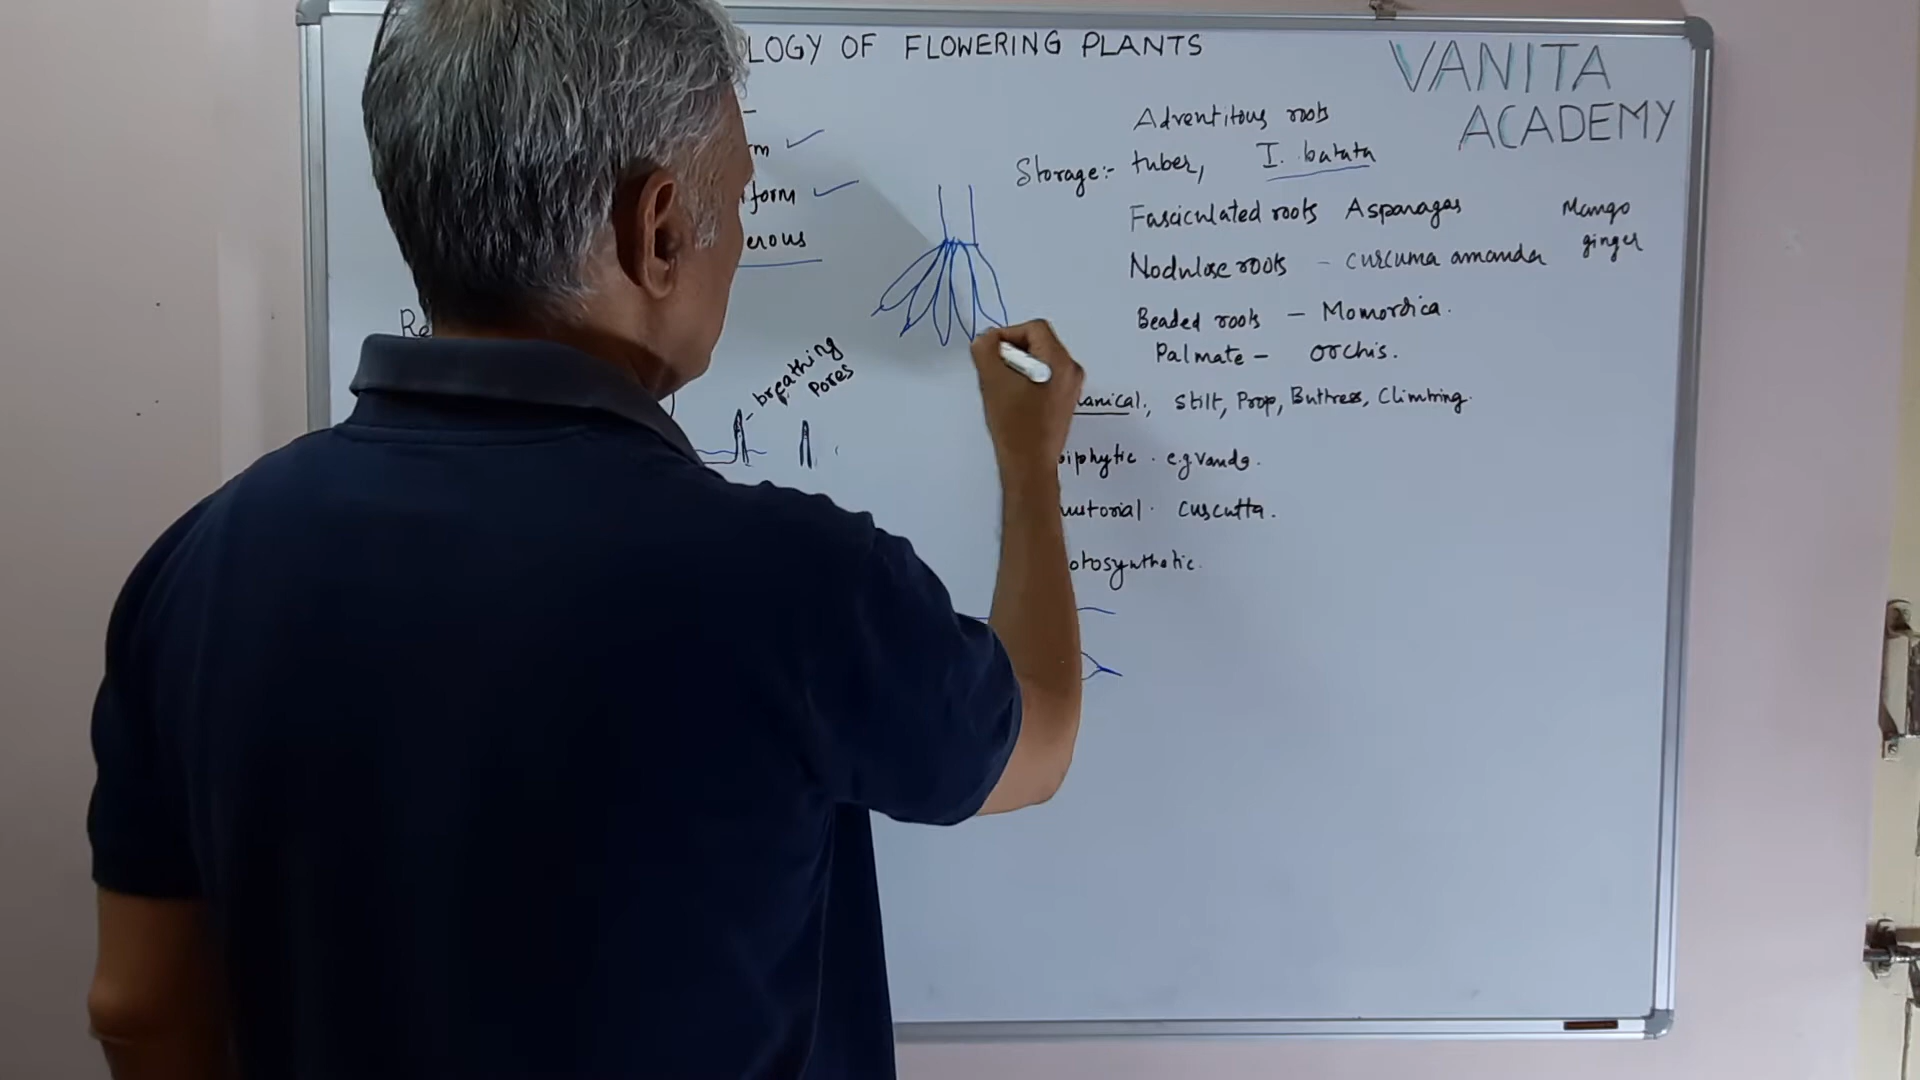 LOGY OF FLOWERING PLANTS
VANITA
ACADEMY
rm
form
erous
Re
breathing
pores
Adventitous roots
Storage:- tuber, I. batata
Fasciculated roots Asparagas
Nodulose roots - curcuma amanda Mango ginger
Beaded roots - Momordica.
Palmate - orchis.
anical, stilt, Prop, Buttress, Climbing.
iphytic. e.g Vanda.
ustorial. cuscutta.
otosynthetic.